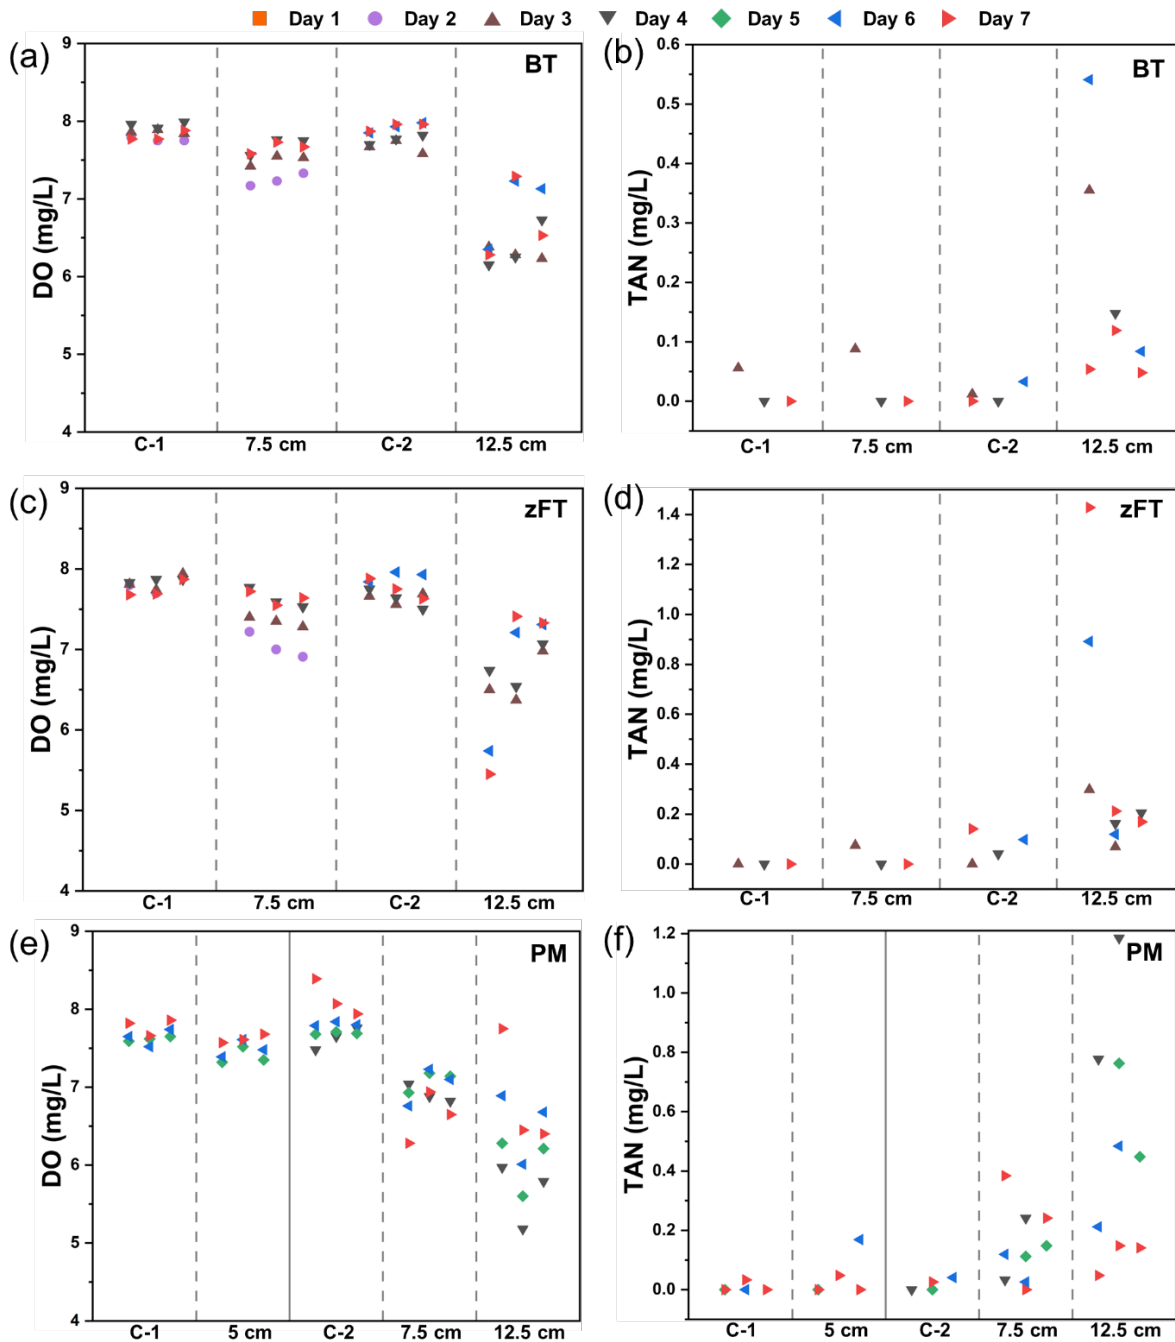 Day 1 Day 2 Day 3 Day 4 Day 5 Day 6 Day 7
(a)
BT
9
8
7
6
5
4
DO (mg/L)
C-1 7.5 cm C-2 12.5 cm
(b)
BT
0.6
0.5
0.4
0.3
0.2
0.1
0.0
TAN (mg/L)
C-1 7.5 cm C-2 12.5 cm
(c)
zFT
9
8
7
6
5
4
DO (mg/L)
C-1 7.5 cm C-2 12.5 cm
(d)
zFT
1.4
1.2
1.0
0.8
0.6
0.4
0.2
0.0
TAN (mg/L)
C-1 7.5 cm C-2 12.5 cm
(e)
PM
9
8
7
6
5
4
DO (mg/L)
C-1 5 cm C-2 7.5 cm 12.5 cm
(f)
PM
1.2
1.0
0.8
0.6
0.4
0.2
0.0
TAN (mg/L)
C-1 5 cm C-2 7.5 cm 12.5 cm